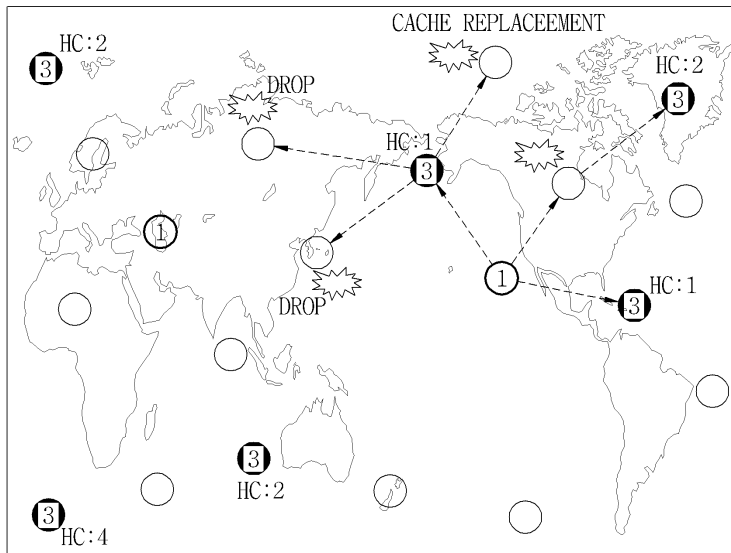 CACHE REPLACEEMENT
HC:2
3
DROP
HC:2
3
HC:1
3
1
1
HC:1
3
DROP
3
HC:2
3
HC:4